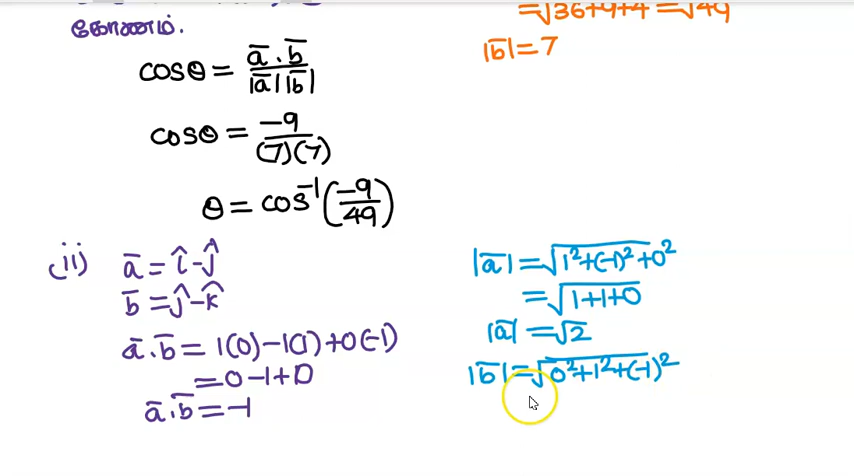 கோணம்.
cosθ = a̅.b̅ / |a̅||b̅|
cosθ = -9 / (7)(7)
θ = cos⁻¹(-9/49)
= √36+9+4 = √49
|b̅| = 7
(ii) a̅ = î-ĵ
b̅ = ĵ-k̂
a̅.b̅ = 1(0)-1(1)+0(-1)
= 0-1+0
a̅.b̅ = -1
|a̅| = √1²+(-1)²+0²
= √1+1+0
|a̅| = √2
|b̅| = √0²+1²+(-1)²